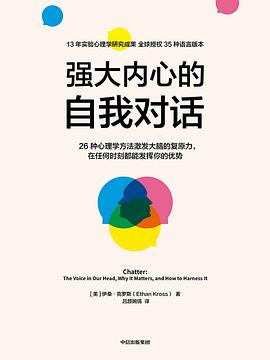 13 年实验心理学研究成果 全球授权 35 种语言版本
强大内心的
自我对话
26 种心理学方法激发大脑的复原力,
在任何时刻都能发挥你的优势
Chatter:
The Voice in Our Head, Why It Matters, and How to Harness It
[美] 伊桑·克罗斯 (Ethan Kross) 著
吕颜婉倩 译
中信出版集团